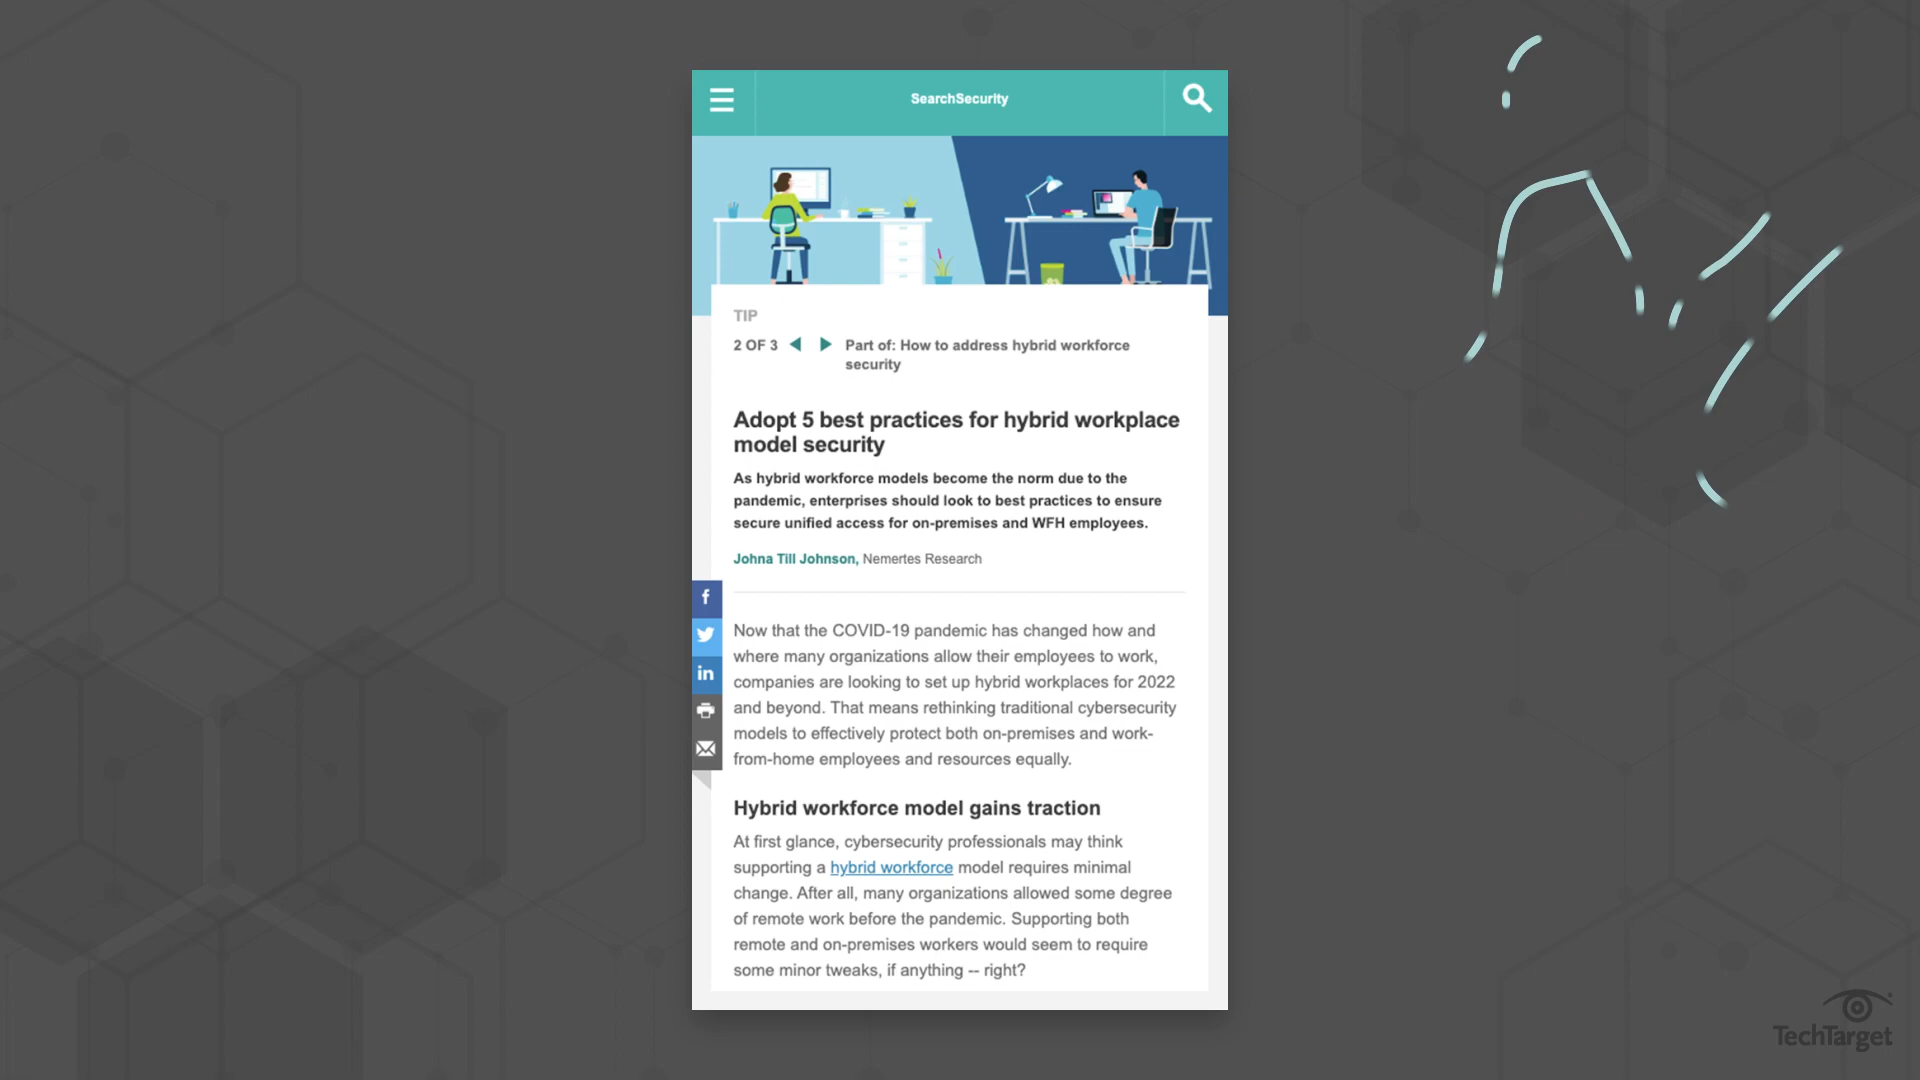 SearchSecurity
TIP
2 OF 3
Part of: How to address hybrid workforce
security
Adopt 5 best practices for hybrid workplace
model security
As hybrid workforce models become the norm due to the
pandemic, enterprises should look to best practices to ensure
secure unified access for on-premises and WFH employees.
Johna Till Johnson, Nemertes Research
f
in
Now that the COVID-19 pandemic has changed how and
where many organizations allow their employees to work,
companies are looking to set up hybrid workplaces for 2022
and beyond. That means rethinking traditional cybersecurity
models to effectively protect both on-premises and work-
from-home employees and resources equally.
Hybrid workforce model gains traction
At first glance, cybersecurity professionals may think
supporting a hybrid workforce model requires minimal
change. After all, many organizations allowed some degree
of remote work before the pandemic. Supporting both
remote and on-premises workers would seem to require
some minor tweaks, if anything -- right?
TechTarget